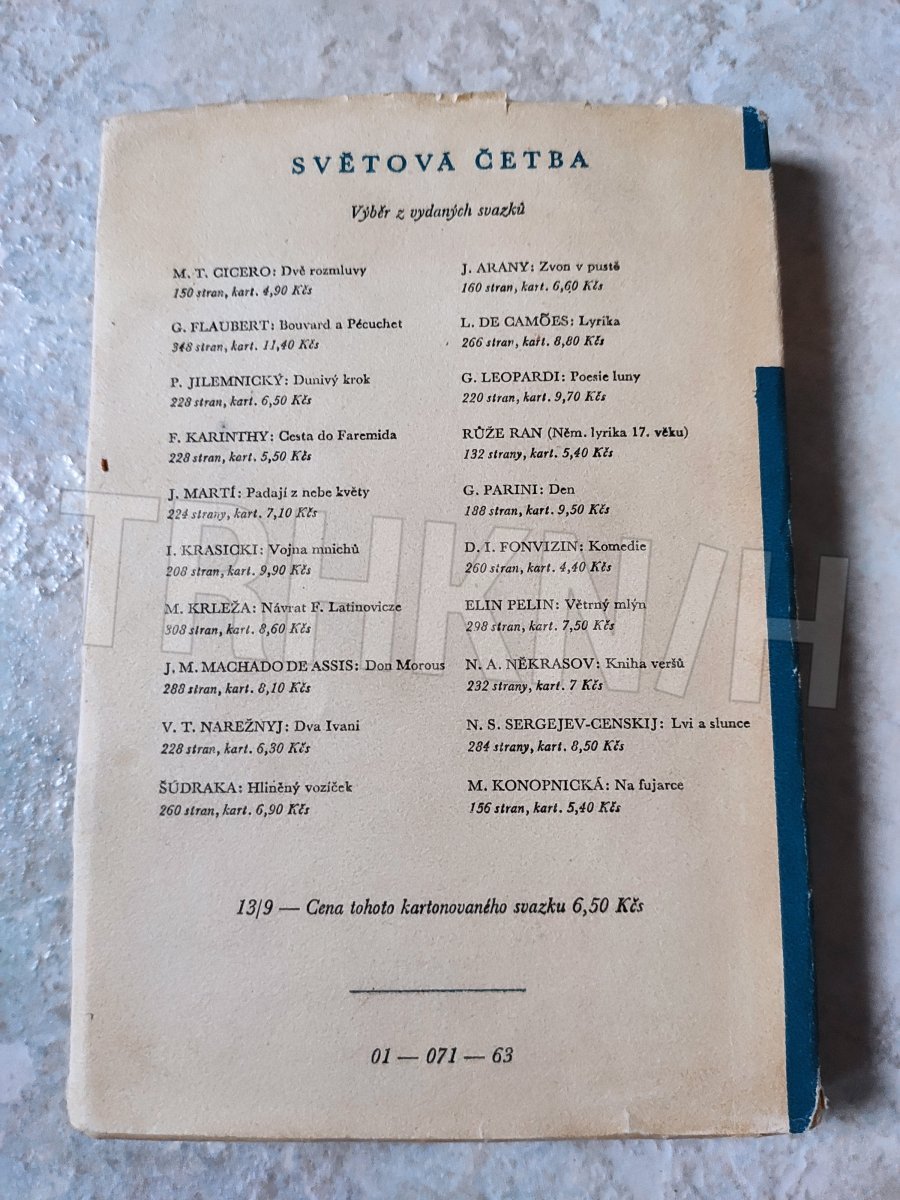 SVĚTOVÁ ČETBA
Výběr z vydaných svazků
M. T. CICERO: Dvě rozmluvy
150 stran, kart. 4,90 Kčs
G. FLAUBERT: Bouvard a Pécuchet
348 stran, kart. 11,40 Kčs
P. JILEMNICKÝ: Dunivý krok
228 stran, kart. 6,50 Kčs
F. KARINTHY: Cesta do Faremida
228 stran, kart. 5,50 Kčs
J. MARTÍ: Padají z nebe květy
224 strany, kart. 7,10 Kčs
I. KRASICKI: Vojna mnichů
208 stran, kart. 9,90 Kčs
M. KRLEŽA: Návrat F. Latinovicze
308 stran, kart. 8,60 Kčs
J. M. MACHADO DE ASSIS: Don Morous
288 stran, kart. 8,10 Kčs
V. T. NAREŽNYJ: Dva Ivani
228 stran, kart. 6,30 Kčs
ŠÚDRAKA: Hliněný vozíček
260 stran, kart. 6,90 Kčs
J. ARANY: Zvon v pustě
160 stran, kart. 6,60 Kčs
L. DE CAMÕES: Lyrika
266 stran, kart. 8,80 Kčs
G. LEOPARDI: Poesie luny
220 stran, kart. 9,70 Kčs
RŮŽE RAN (Něm. lyrika 17. věku)
132 strany, kart. 5,40 Kčs
G. PARINI: Den
188 stran, kart. 9,50 Kčs
D. I. FONVIZIN: Komedie
260 stran, kart. 4,40 Kčs
ELIN PELIN: Větrný mlýn
298 stran, kart. 7,50 Kčs
N. A. NĚKRASOV: Kniha veršů
232 strany, kart. 7 Kčs
N. S. SERGEJEV-CENSKIJ: Lvi a slunce
284 strany, kart. 8,50 Kčs
M. KONOPNICKÁ: Na fujarce
156 stran, kart. 5,40 Kčs
13/9 — Cena tohoto kartonovaného svazku 6,50 Kčs
01 — 071 — 63
TRHKNIH